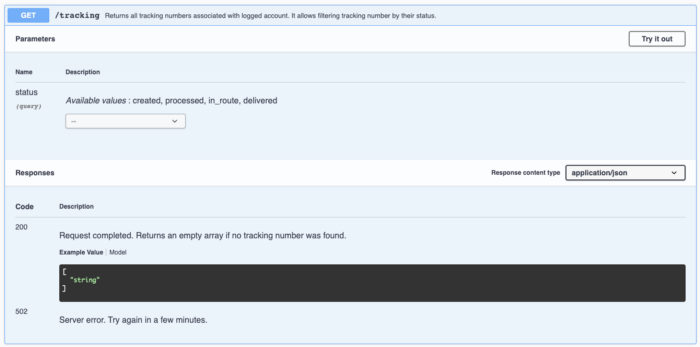 GET /tracking Returns all tracking numbers associated with logged account. It allows filtering tracking number by their status.
Parameters Try it out
Name Description
status
(query)
Available values : created, processed, in_route, delivered
--
Responses Response content type application/json
Code Description
200
Request completed. Returns an empty array if no tracking number was found.
Example Value | Model
[
"string"
]
502
Server error. Try again in a few minutes.